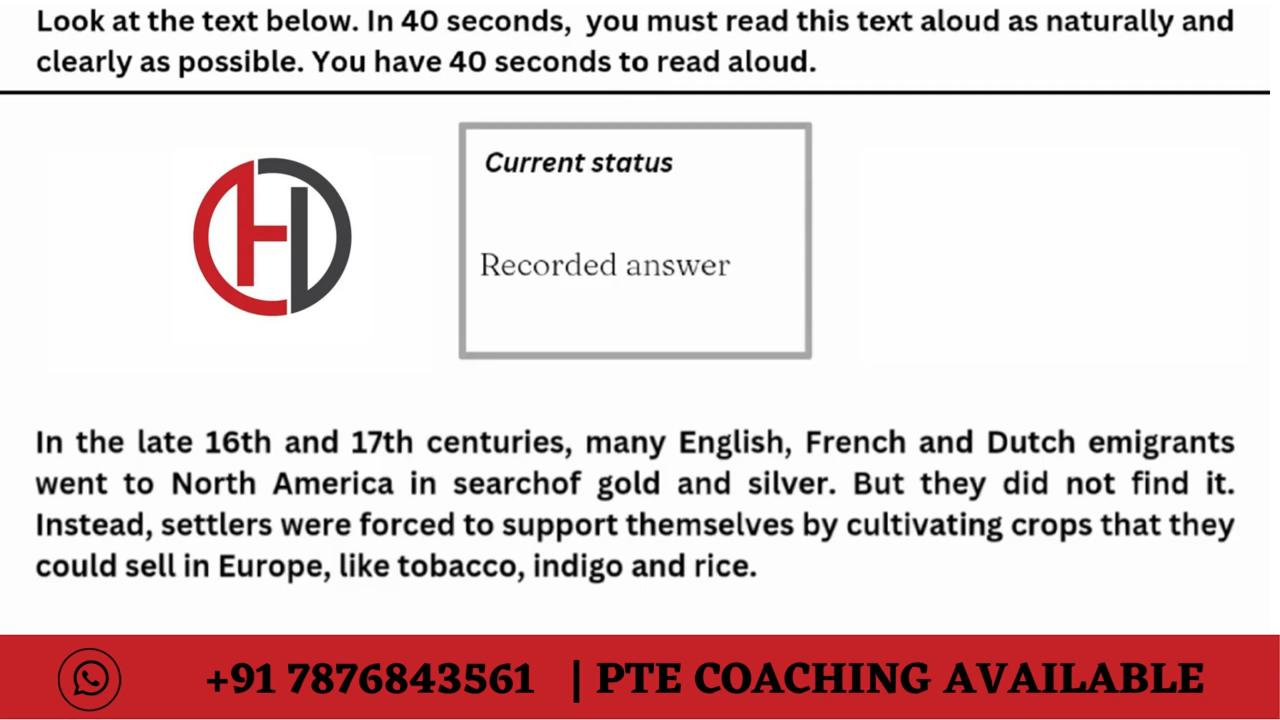 Look at the text below. In 40 seconds, you must read this text aloud as naturally and
clearly as possible. You have 40 seconds to read aloud.
Current status
Recorded answer
In the late 16th and 17th centuries, many English, French and Dutch emigrants
went to North America in searchof gold and silver. But they did not find it.
Instead, settlers were forced to support themselves by cultivating crops that they
could sell in Europe, like tobacco, indigo and rice.
+91 7876843561 | PTE COACHING AVAILABLE